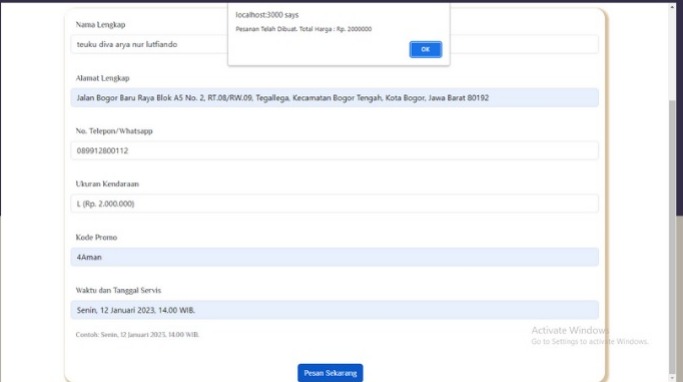 localhost:3000 says
Pesanan Telah Dibuat. Total Harga : Rp. 2000000
OK
Nama Lengkap
teuku diva arya nur lutfiando
Alamat Lengkap
Jalan Bogor Baru Raya Blok A5 No. 2, RT.08/RW.09, Tegallega, Kecamatan Bogor Tengah, Kota Bogor, Jawa Barat 80192
No. Telepon/Whatsapp
089912800112
Ukuran Kendaraan
L (Rp. 2.000.000)
Kode Promo
4Aman
Waktu dan Tanggal Servis
Senin, 12 Januari 2023, 14.00 WIB.
Contoh: Senin, 12 Januari 2023, 14.00 WIB.
Activate Windows
Go to Settings to activate Windows.
Pesan Sekarang